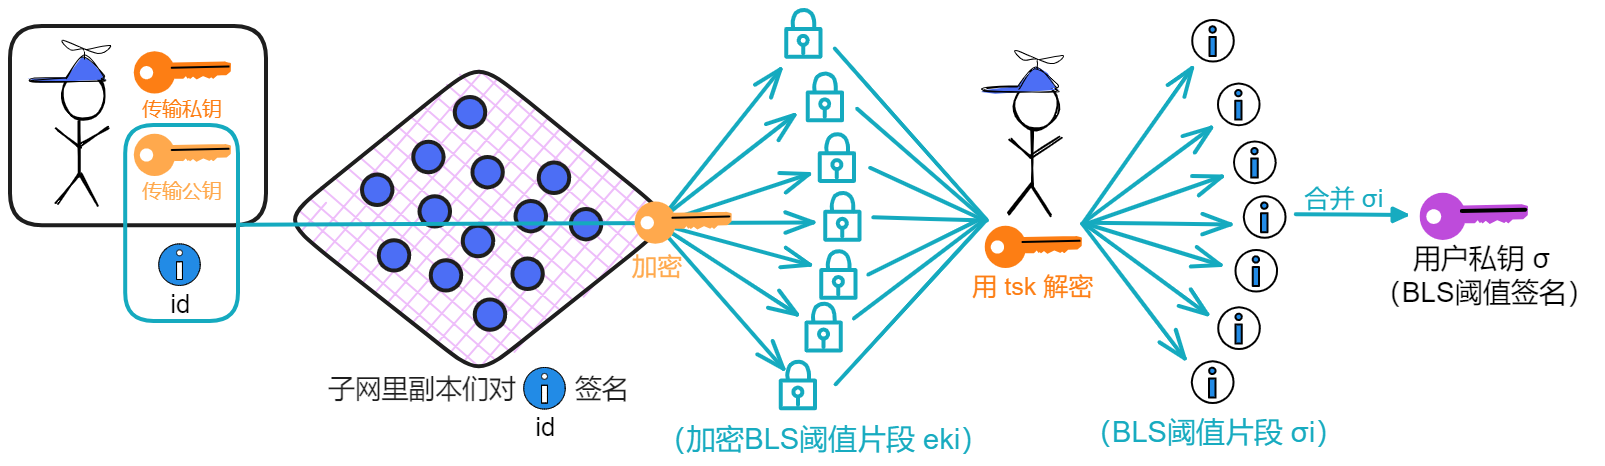 传输私钥
传输公钥
id
子网里副本们对 签名
id
加密
（加密BLS阈值片段 eki）
用 tsk 解密
（BLS阈值片段 σi）
合并 σi
用户私钥 σ
（BLS阈值签名）